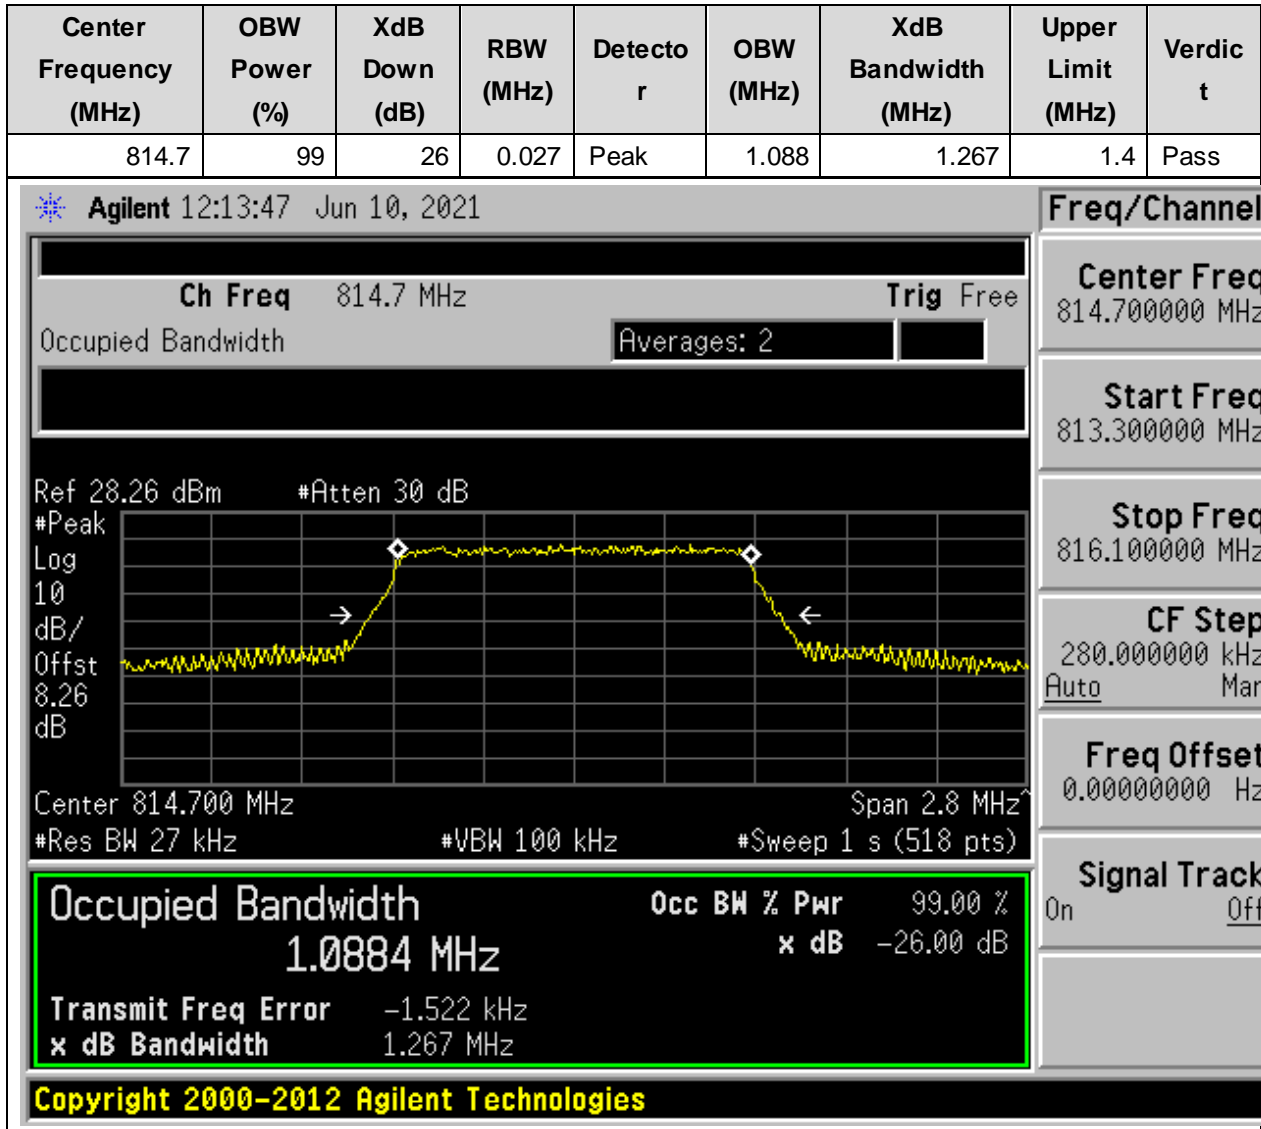 Center Frequency (MHz) OBW Power (%) XdB Down (dB) RBW (MHz) Detecto r OBW (MHz) XdB Bandwidth (MHz) Upper Limit (MHz) Verdic t
814.7 99 26 0.027 Peak 1.088 1.267 1.4 Pass
Agilent 12:13:47 Jun 10, 2021
Freq/Channel
Ch Freq 814.7 MHz Trig Free
Occupied Bandwidth Averages: 2
Ref 28.26 dBm #Atten 30 dB
#Peak
Log
10
dB/
Offst
8.26
dB
Center 814.700 MHz Span 2.8 MHz^
#Res BW 27 kHz #VBW 100 kHz #Sweep 1 s (518 pts)
Occupied Bandwidth Occ BW % Pwr 99.00 %
1.0884 MHz x dB -26.00 dB
Transmit Freq Error -1.522 kHz
x dB Bandwidth 1.267 MHz
Center Freq
814.700000 MHz
Start Freq
813.300000 MHz
Stop Freq
816.100000 MHz
CF Step
280.000000 kHz
Auto Man
Freq Offset
0.00000000 Hz
Signal Track
On Off
Copyright 2000-2012 Agilent Technologies